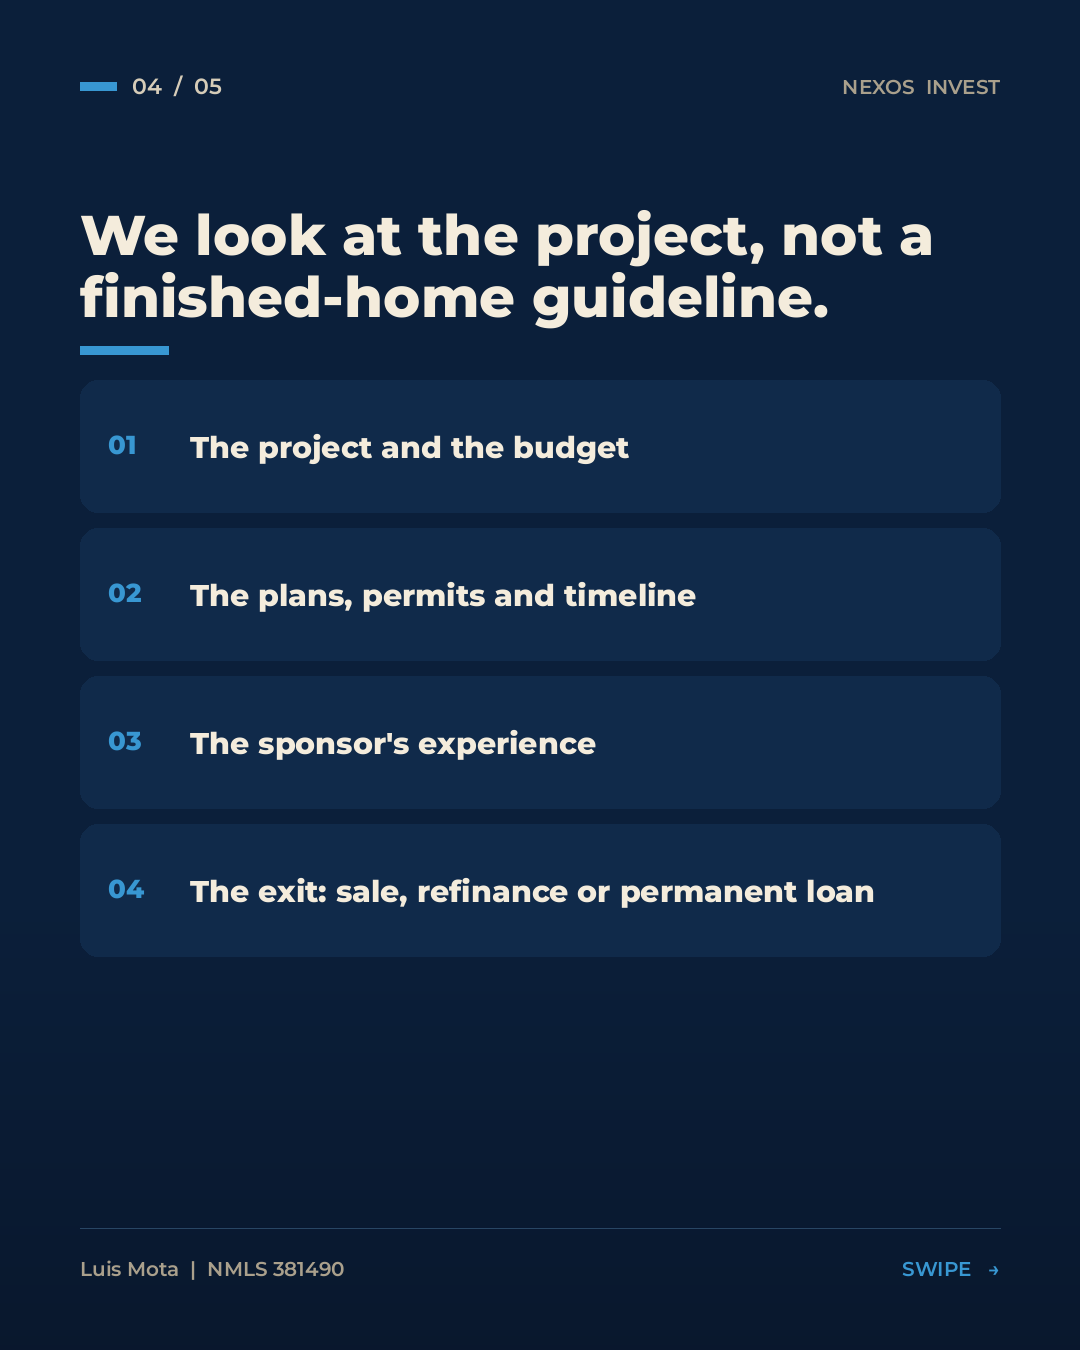 04 / 05
NEXOS INVEST
We look at the project, not a
finished-home guideline.
01 The project and the budget
02 The plans, permits and timeline
03 The sponsor's experience
04 The exit: sale, refinance or permanent loan
Luis Mota | NMLS 381490
SWIPE →